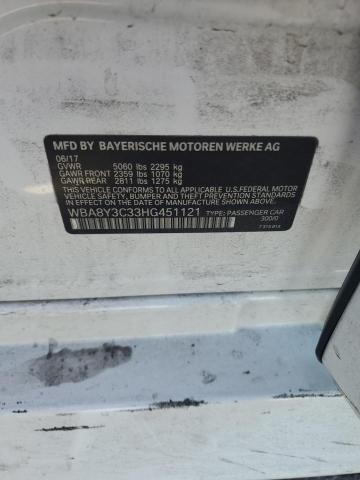 MFD BY BAYERISCHE MOTOREN WERKE AG
06/17
GVWR 5060 lbs 2295 kg
GAWR FRONT 2359 lbs 1070 kg
GAWR REAR 2811 lbs 1275 kg
THIS VEHICLE CONFORMS TO ALL APPLICABLE U.S.FEDERAL MOTOR
VEHICLE SAFETY, BUMPER, AND THEFT PREVENTION STANDARDS
IN EFFECT ON THE DATE OF MANUFACTURE SHOWN ABOVE.
WBA8Y3C33HG451121 TYPE: PASSENGER CAR
300/0